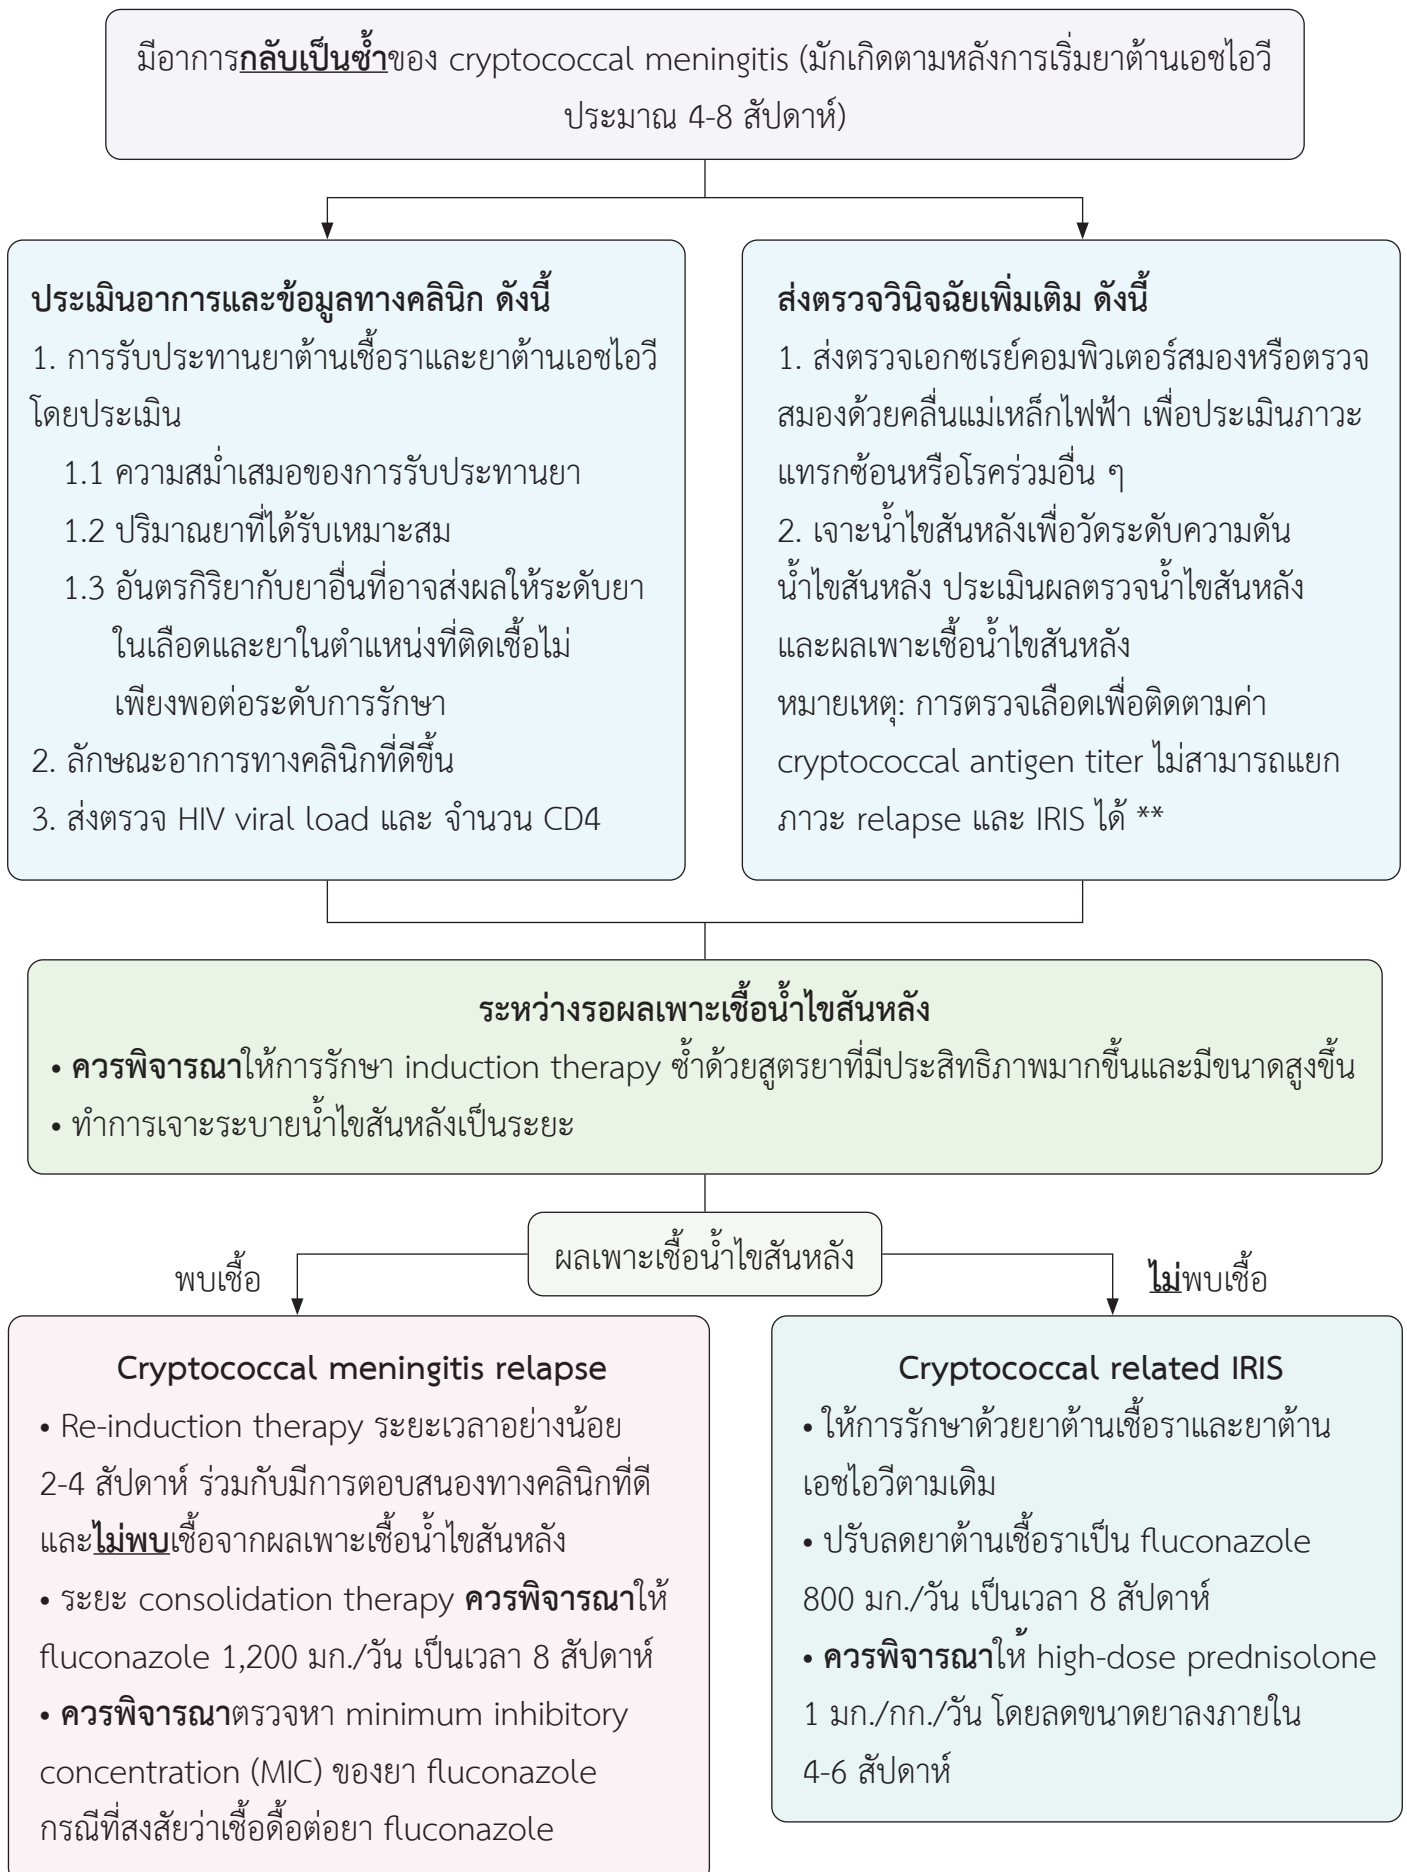 มีอาการกลับเป็นซ้ำของ cryptococcal meningitis (มักเกิดตามหลังการเริ่มยาต้านเอชไอวี
ประมาณ 4-8 สัปดาห์)
ประเมินอาการและข้อมูลทางคลินิก ดังนี้
1. การรับประทานยาต้านเชื้อราและยาต้านเอชไอวี
โดยประเมิน
1.1 ความสม่ำเสมอของการรับประทานยา
1.2 ปริมาณยาที่ได้รับเหมาะสม
1.3 อันตรกิริยากับยาอื่นที่อาจส่งผลให้ระดับยา
ในเลือดและยาในตำแหน่งที่ติดเชื้อไม่
เพียงพอต่อระดับการรักษา
2. ลักษณะอาการทางคลินิกที่ดีขึ้น
3. ส่งตรวจ HIV viral load และ จำนวน CD4
ส่งตรวจวินิจฉัยเพิ่มเติม ดังนี้
1. ส่งตรวจเอกซเรย์คอมพิวเตอร์สมองหรือตรวจ
สมองด้วยคลื่นแม่เหล็กไฟฟ้า เพื่อประเมินภาวะ
แทรกซ้อนหรือโรคร่วมอื่น ๆ
2. เจาะน้ำไขสันหลังเพื่อวัดระดับความดัน
น้ำไขสันหลัง ประเมินผลตรวจน้ำไขสันหลัง
และผลเพาะเชื้อน้ำไขสันหลัง
หมายเหตุ: การตรวจเลือดเพื่อติดตามค่า
cryptococcal antigen titer ไม่สามารถแยก
ภาวะ relapse และ IRIS ได้ **
ระหว่างรอผลเพาะเชื้อน้ำไขสันหลัง
• ควรพิจารณาให้การรักษา induction therapy ซ้ำด้วยสูตรยาที่มีประสิทธิภาพมากขึ้นและมีขนาดสูงขึ้น
• ทำการเจาะระบายน้ำไขสันหลังเป็นระยะ
ผลเพาะเชื้อน้ำไขสันหลัง
พบเชื้อ
ไม่พบเชื้อ
Cryptococcal meningitis relapse
• Re-induction therapy ระยะเวลาอย่างน้อย
2-4 สัปดาห์ ร่วมกับมีการตอบสนองทางคลินิกที่ดี
และไม่พบเชื้อจากผลเพาะเชื้อน้ำไขสันหลัง
• ระยะ consolidation therapy ควรพิจารณาให้
fluconazole 1,200 มก./วัน เป็นเวลา 8 สัปดาห์
• ควรพิจารณาตรวจหา minimum inhibitory
concentration (MIC) ของยา fluconazole
กรณีที่สงสัยว่าเชื้อดื้อต่อยา fluconazole
Cryptococcal related IRIS
• ให้การรักษาด้วยยาต้านเชื้อราและยาต้าน
เอชไอวีตามเดิม
• ปรับลดยาต้านเชื้อราเป็น fluconazole
800 มก./วัน เป็นเวลา 8 สัปดาห์
• ควรพิจารณาให้ high-dose prednisolone
1 มก./กก./วัน โดยลดขนาดยาลงภายใน
4-6 สัปดาห์